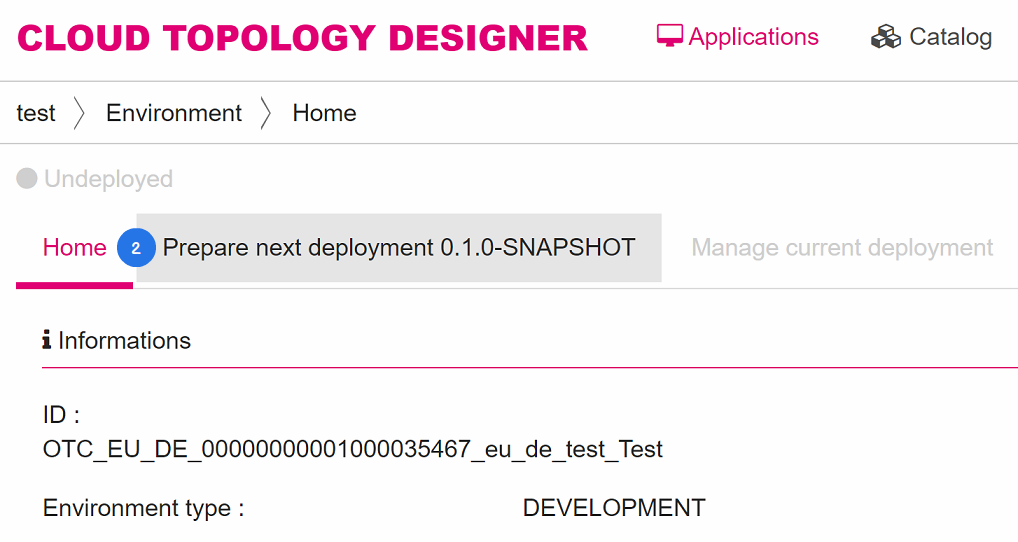 CLOUD TOPOLOGY DESIGNER Applications Catalog
test Environment Home
Undeployed
Home 2 Prepare next deployment 0.1.0-SNAPSHOT Manage current deployment
Informations
ID :
OTC_EU_DE_00000000001000035467_eu_de_test_Test
Environment type : DEVELOPMENT